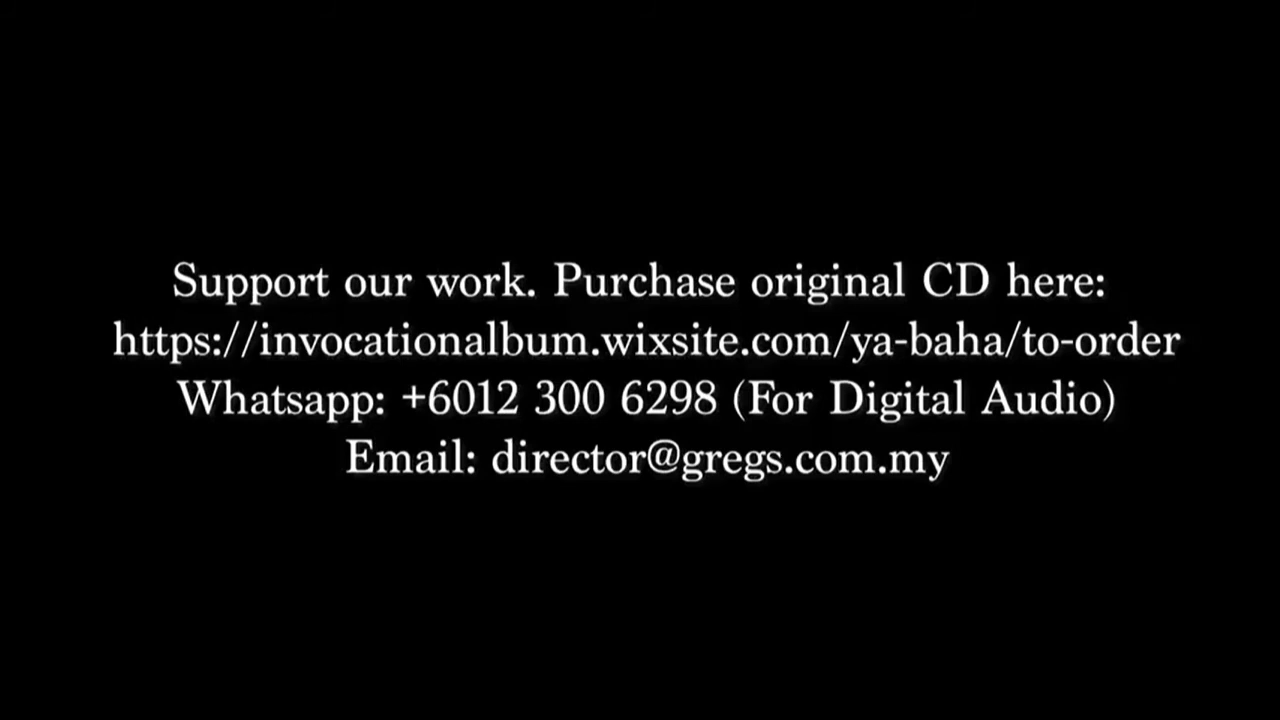 Support our work. Purchase original CD here:
https://invocationalbum.wixsite.com/ya-baha/to-order
Whatsapp: +6012 300 6298 (For Digital Audio)
Email: director@gregs.com.my